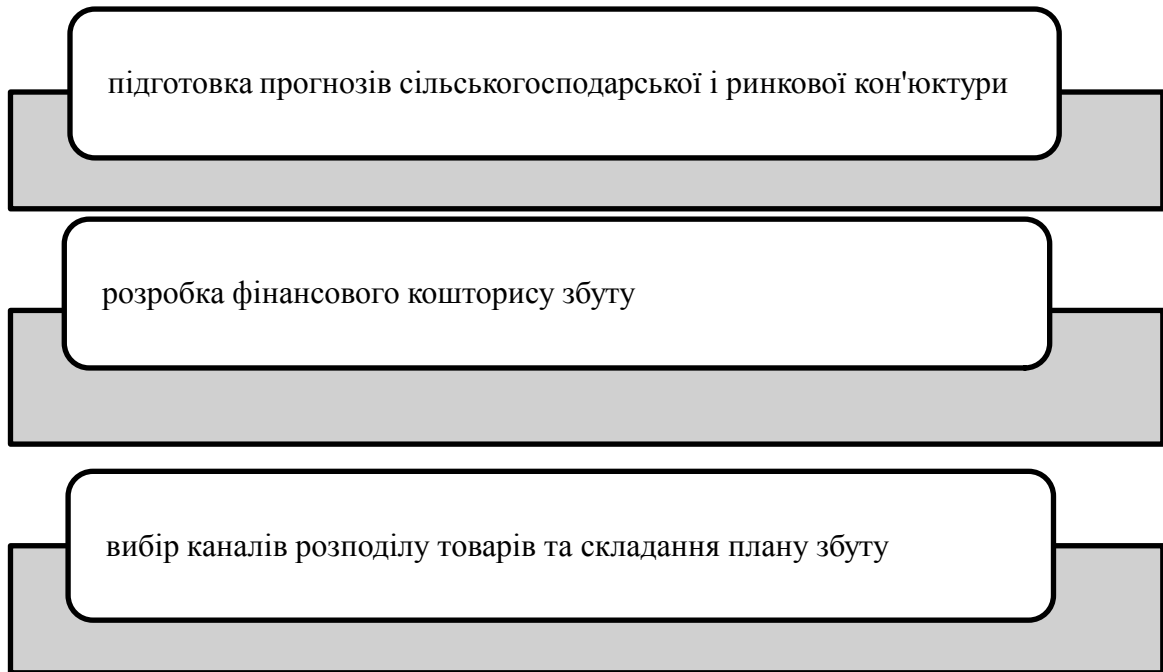 підготовка прогнозів сільськогосподарської і ринкової кон'юктури
розробка фінансового кошторису збуту
вибір каналів розподілу товарів та складання плану збуту